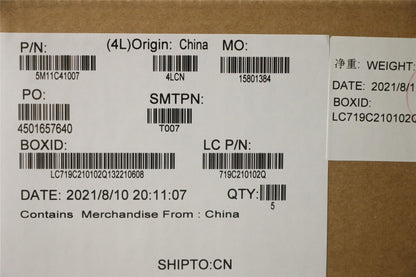 P/N: (4L)Origin: China MO:
5M11C41007 4LCN 15801384
PO: SMTPN:
4501657640 T007
BOXID: LC P/N:
LC719C210102Q132210608 719C210102Q
DATE: 2021/8/10 20:11:07 QTY:
5
Contains Merchandise From : China
SHIPTO:CN
净重: WEIGHT:
DATE: 2021/8/1
BOXID:
LC719C210102Q